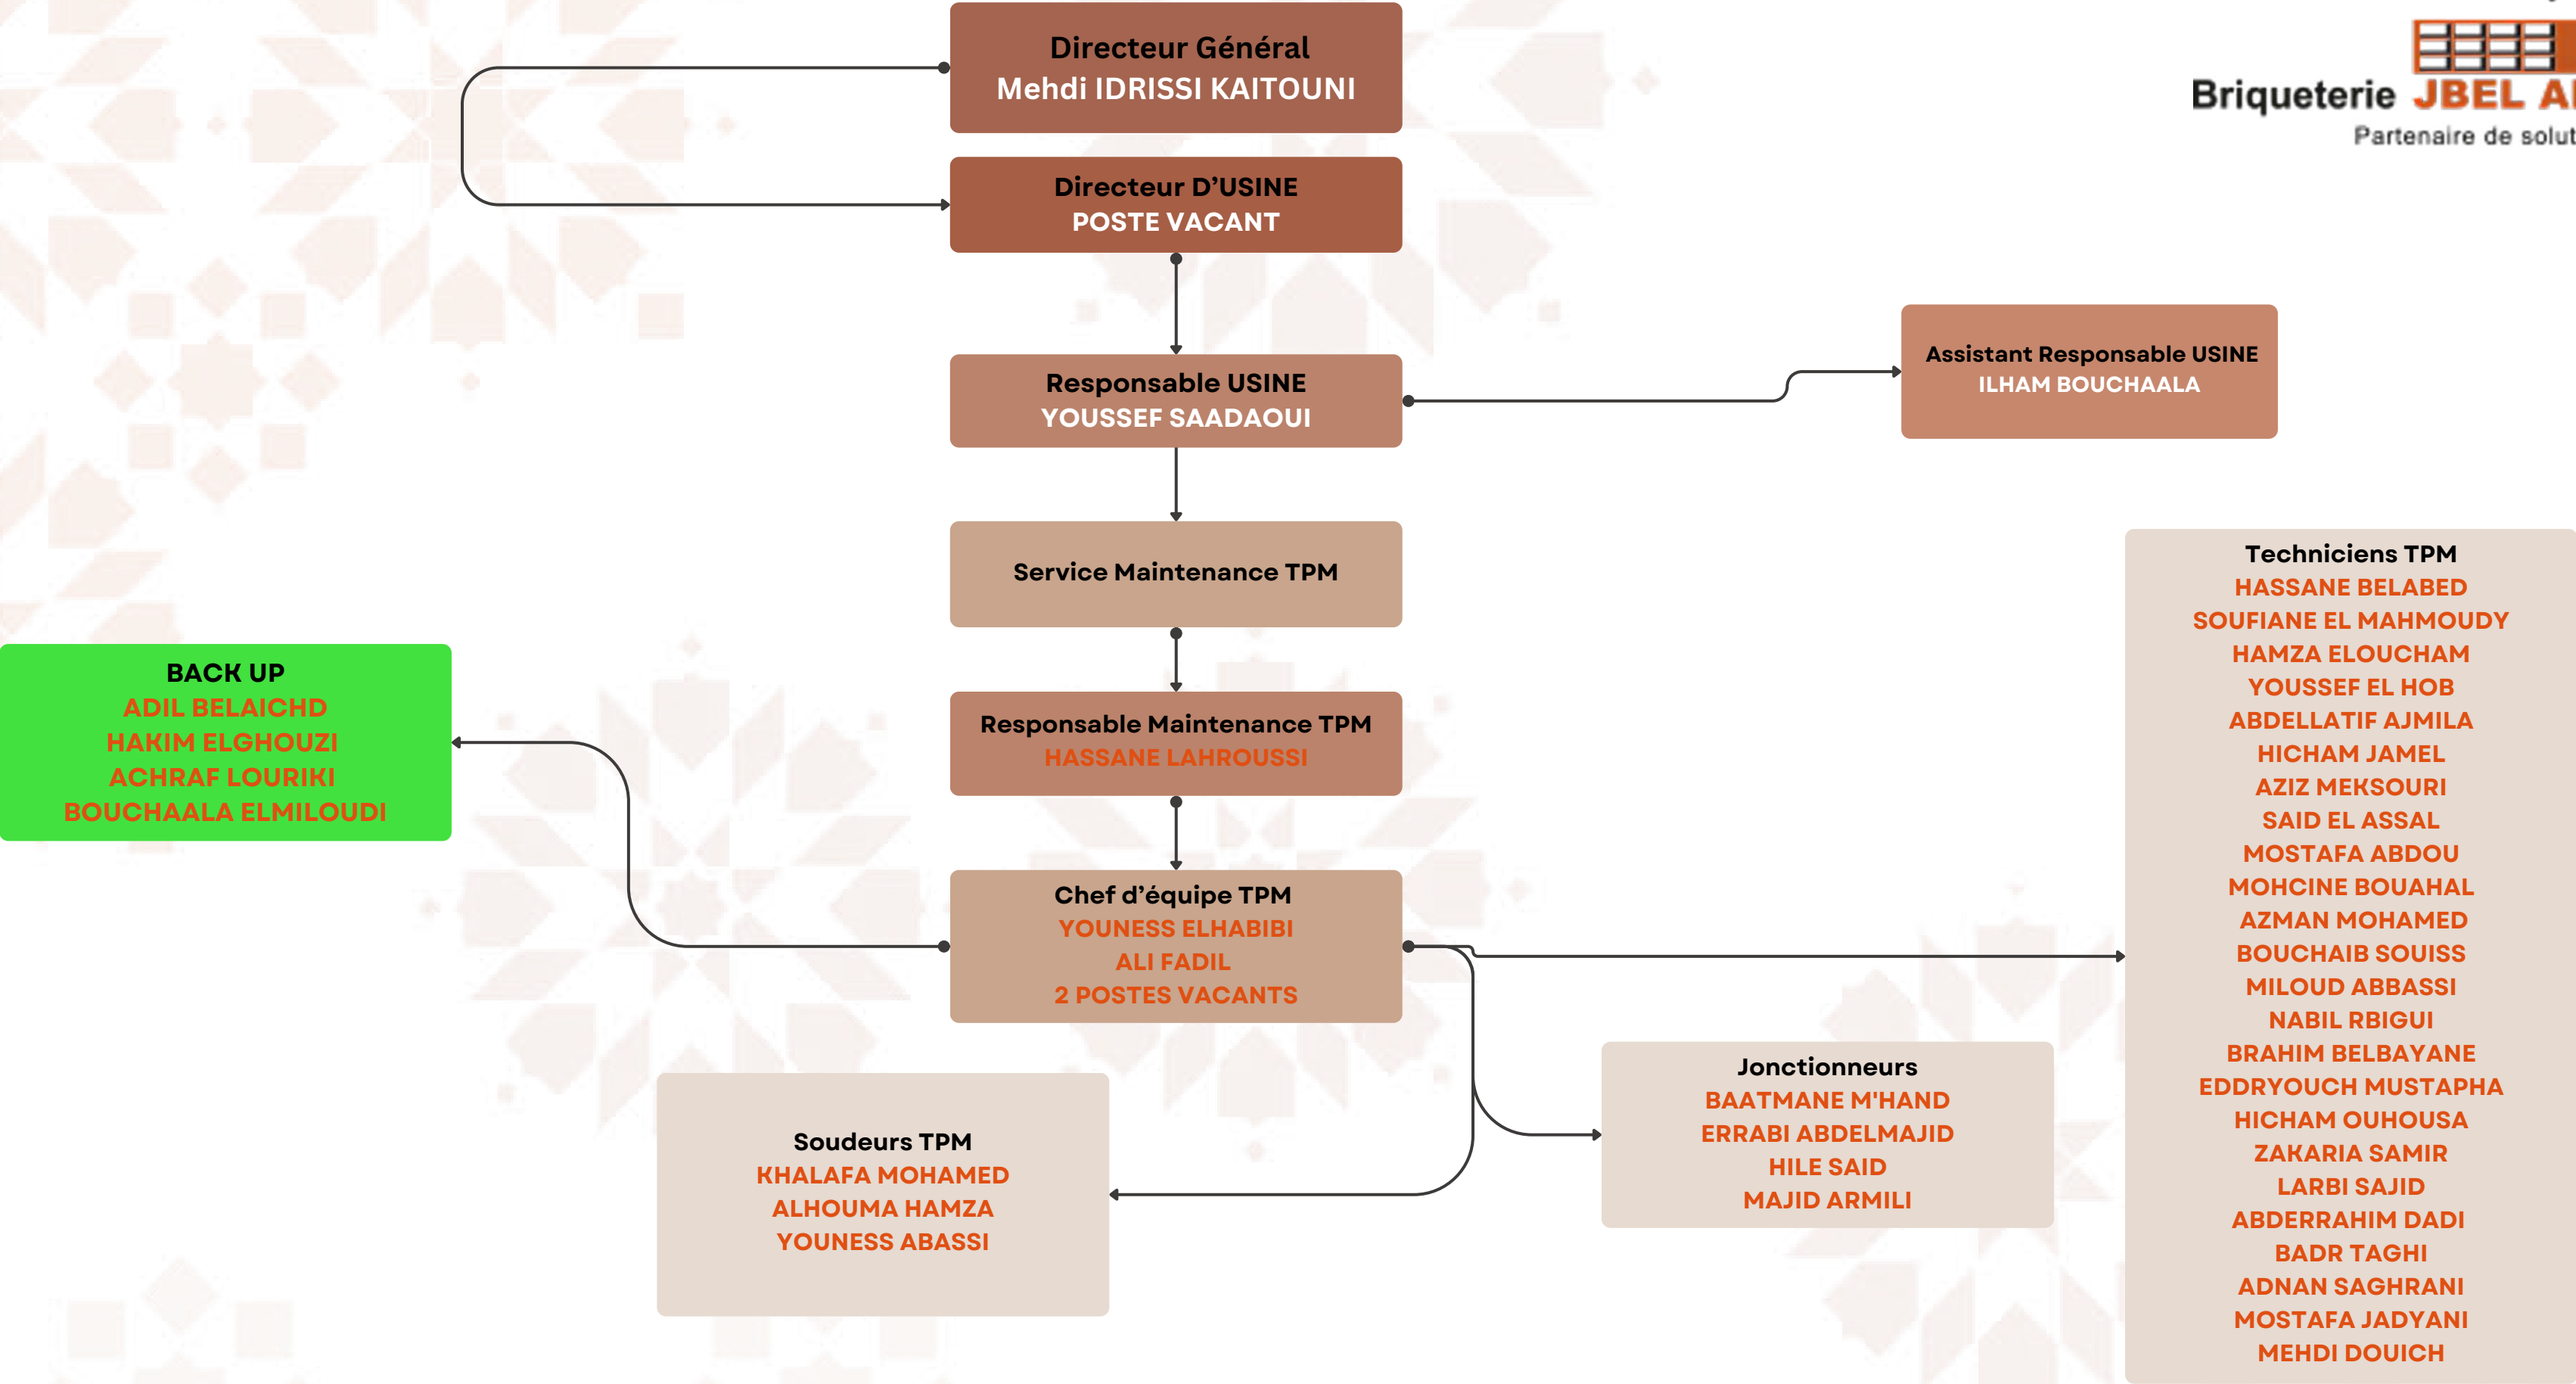 Directeur Général
Mehdi IDRISSI KAITOUNI
Briqueterie JBEL
Partenaire de
Directeur D’USINE
POSTE VACANT
Responsable USINE
YOUSSEF SAADAOUI
Assistant Responsable USINE
ILHAM BOUCHAALA
Service Maintenance TPM
Responsable Maintenance TPM
HASSANE LAHROUSSI
BACK UP
ADIL BELAICHD
HAKIM ELGHOUZI
ACHRAF LOURIKI
BOUCHAALA ELMILOUDI
Chef d’équipe TPM
YOUNESS ELHABIBI
ALI FADIL
2 POSTES VACANTS
Soudeurs TPM
KHALAFA MOHAMED
ALHOUMA HAMZA
YOUNESS ABASSI
Jonctionneurs
BAATMANE M'HAND
ERRABI ABDELMAJID
HILE SAID
MAJID ARMILI
Techniciens TPM
HASSANE BELABED
SOUFIANE EL MAHMOUDY
HAMZA ELOUCHAM
YOUSSEF EL HOB
ABDELLATIF AJMILA
HICHAM JAMEL
AZIZ MEKSOURI
SAID EL ASSAL
MOSTAFA ABDOU
MOHCINE BOUAHAL
AZMAN MOHAMED
BOUCHAIB SOUISS
MILOUD ABBASSI
NABIL RBIGUI
BRAHIM BELBAYANE
EDDRYOUCH MUSTAPHA
HICHAM OUHOUSA
ZAKARIA SAMIR
LARBI SAJID
ABDERRAHIM DADI
BADR TAGHI
ADNAN SAGHRANI
MOSTAFA JADYANI
MEHDI DOUICH